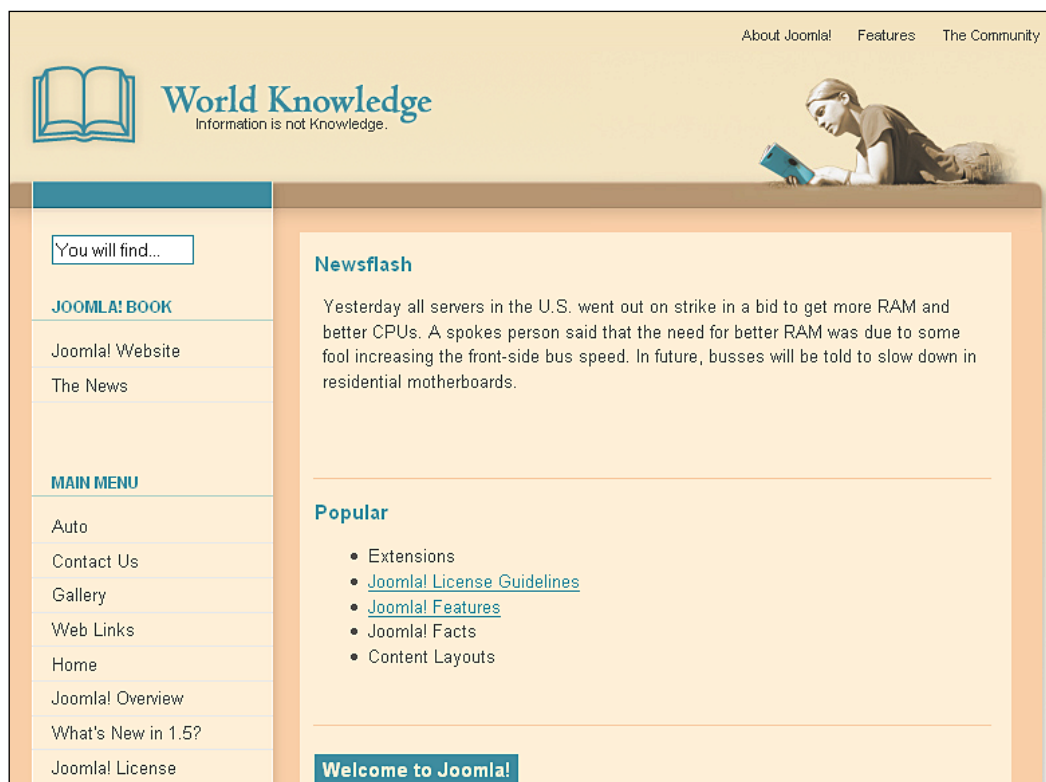 About Joomla! Features The Community
World Knowledge
Information is not Knowledge.
You will find...
JOOMLA! BOOK
Joomla! Website
The News
MAIN MENU
Auto
Contact Us
Gallery
Web Links
Home
Joomla! Overview
What's New in 1.5?
Joomla! License
Newsflash
Yesterday all servers in the U.S. went out on strike in a bid to get more RAM and
better CPUs. A spokes person said that the need for better RAM was due to some
fool increasing the front-side bus speed. In future, busses will be told to slow down in
residential motherboards.
Popular
Extensions
Joomla! License Guidelines
Joomla! Features
Joomla! Facts
Content Layouts
Welcome to Joomla!